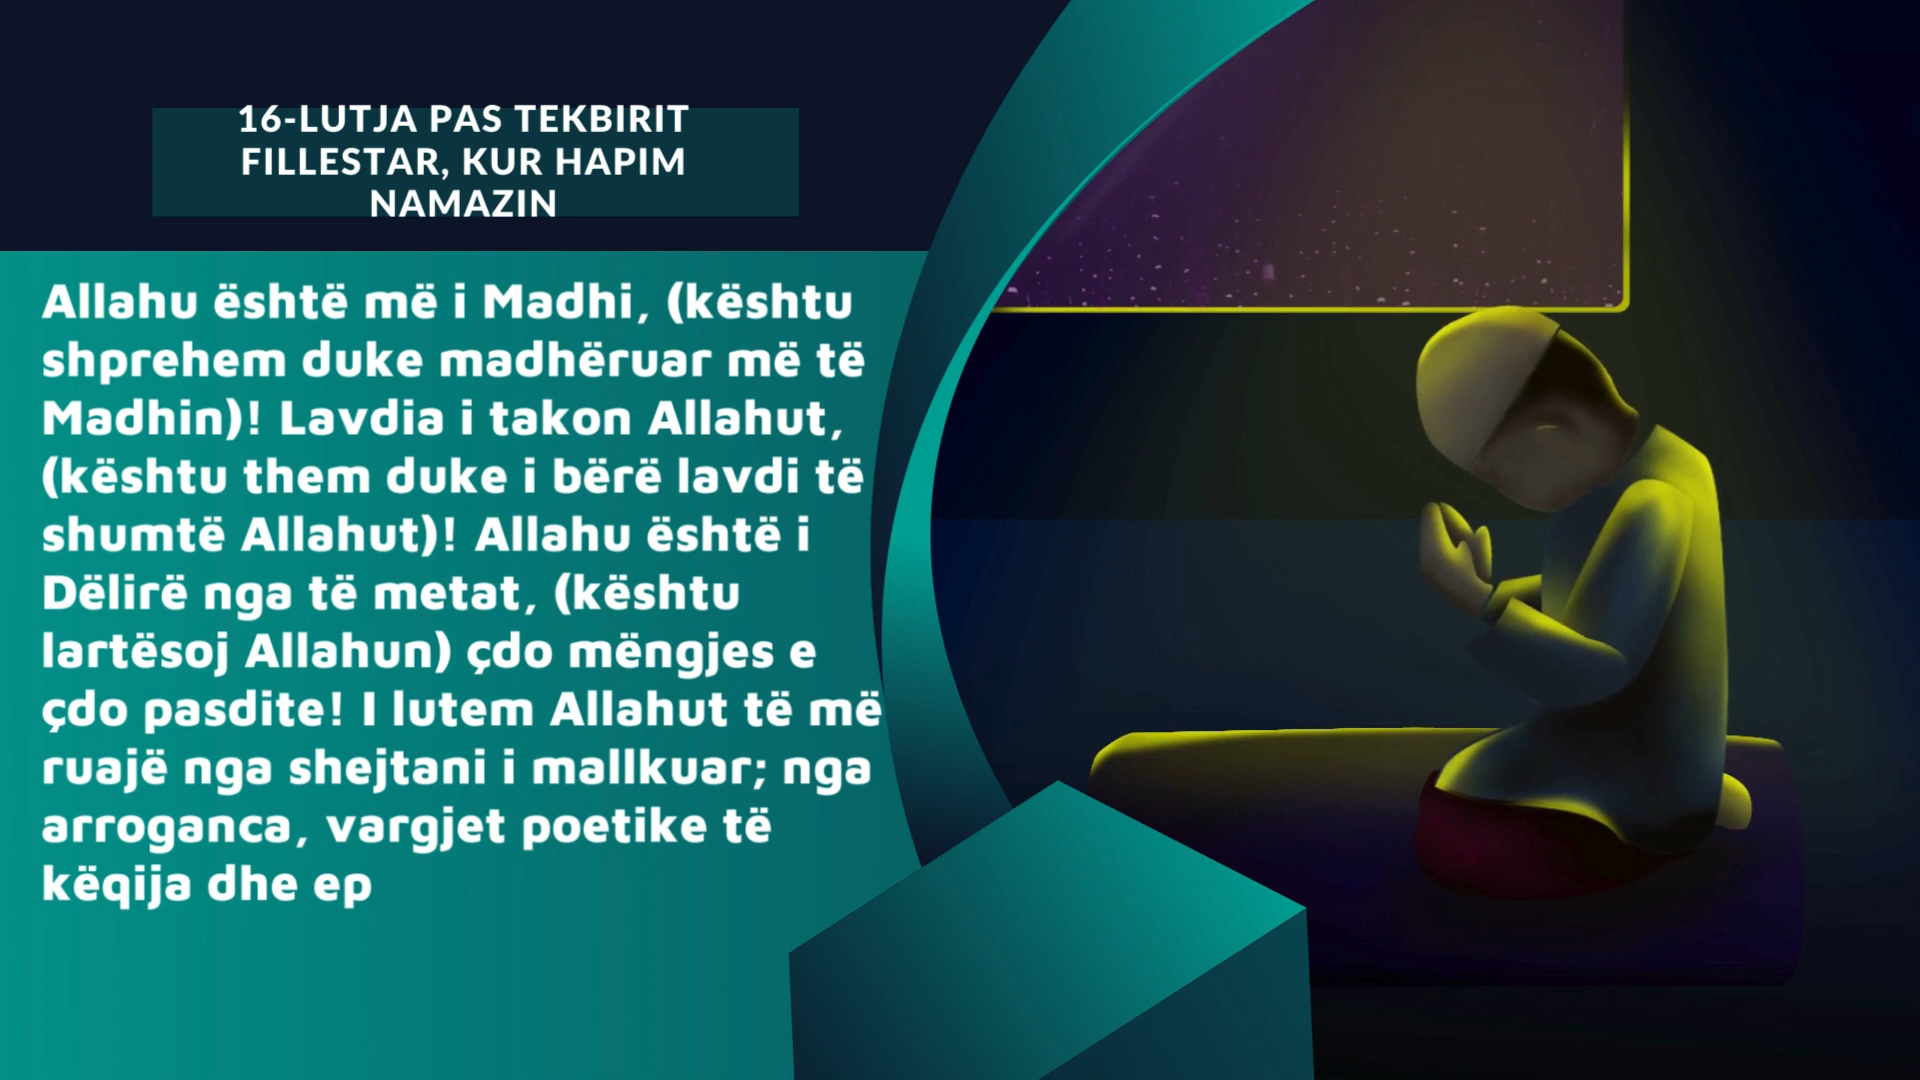 16-LUTJA PAS TEKBIRIT
FILLESTAR, KUR HAPIM
NAMAZIN
Allahu është më i Madhi, (kështu
shprehem duke madhëruar më të
Madhin)! Lavdia i takon Allahut,
(kështu them duke i bërë lavdi të
shumtë Allahut)! Allahu është i
Dëlirë nga të metat, (kështu
lartësoj Allahun) çdo mëngjes e
çdo pasdite! I lutem Allahut të më
ruajë nga shejtani i mallkuar; nga
arroganca, vargjet poetike të
këqija dhe ep